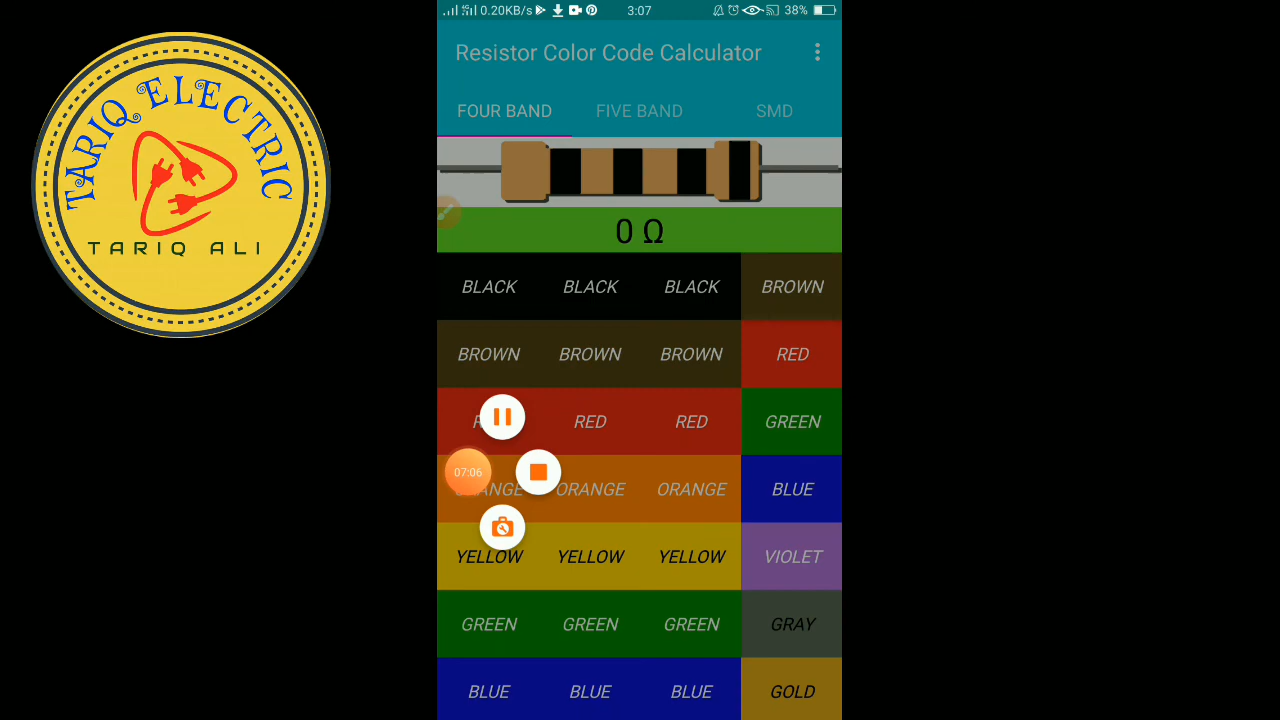 TARIQ ELECTRIC
TARIQ ALI
0.20KB/s 3:07 38%
Resistor Color Code Calculator
FOUR BAND FIVE BAND SMD
0 Ω
BLACK BLACK BLACK BROWN
BROWN BROWN BROWN RED
RED RED GREEN
07:06
ORANGE ORANGE BLUE
YELLOW YELLOW YELLOW VIOLET
GREEN GREEN GREEN GRAY
BLUE BLUE BLUE GOLD